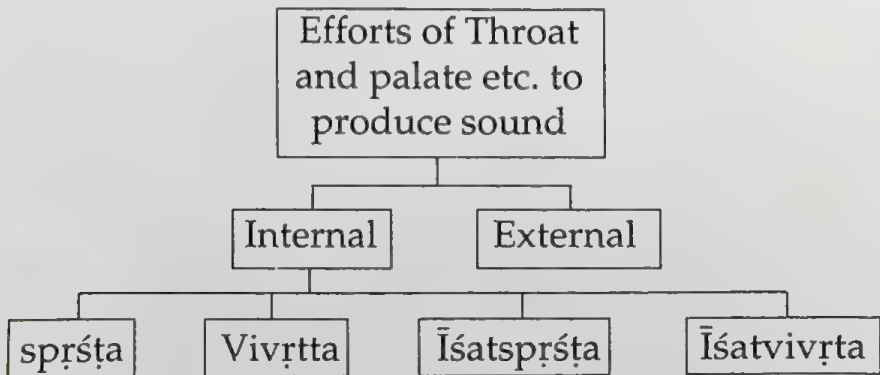 Efforts of Throat
and palate etc. to
produce sound
Internal
External
spṛśṭa
Vivṛtta
Īśatspṛśṭa
Īśatvivṛta